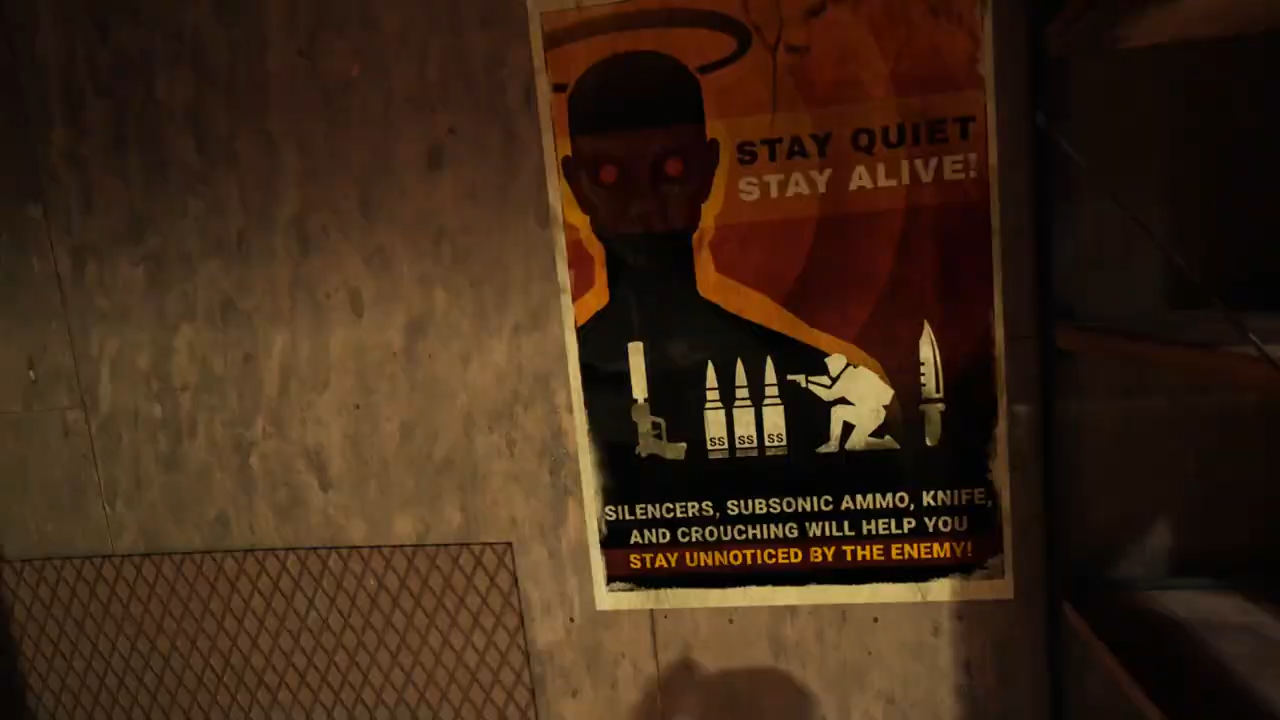 STAY QUIET
STAY ALIVE!
SS SS SS
SILENCERS, SUBSONIC AMMO, KNIFE,
AND CROUCHING WILL HELP YOU
STAY UNNOTICED BY THE ENEMY!